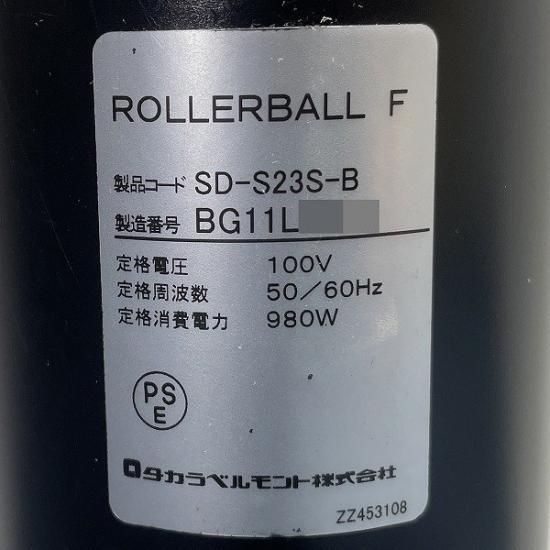 ROLLERBALL F
製品コード SD-S23S-B
製造番号 BG11L
定格電圧 100V
定格周波数 50/60Hz
定格消費電力 980W
PS
E
タカラベルモント株式会社
ZZ453108